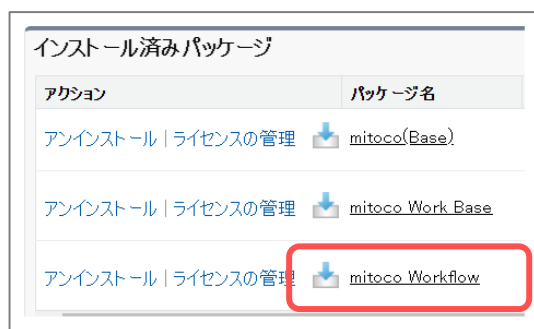 インストール済みパッケージ
アクション パッケージ名
アンインストール | ライセンスの管理 mitoco(Base)
アンインストール | ライセンスの管理 mitoco Work Base
アンインストール | ライセンスの管理 mitoco Workflow